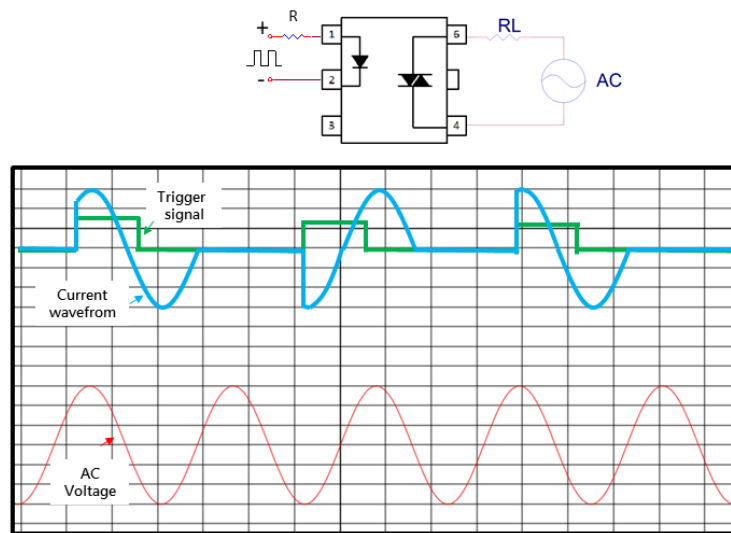 R
+
1
6
RL
-
2
AC
3
4
Trigger
signal
Current
wavefrom
AC
Voltage